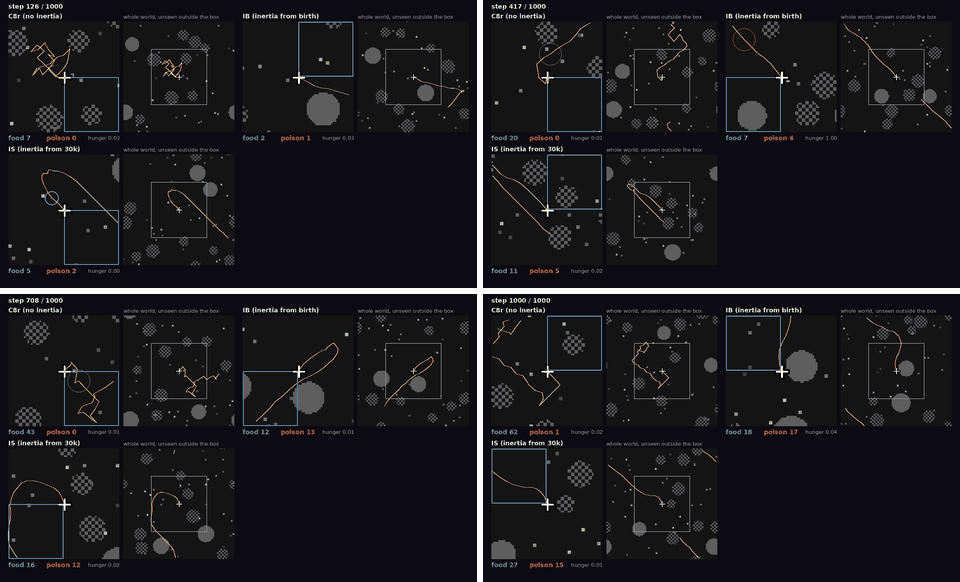 step 126 / 1000
C8r (no inertia) whole world, unseen outside the box IB (inertia from birth) whole world, unseen outside the box
food 7 poison 0 hunger 0.03 food 2 poison 1 hunger 0.03
IS (inertia from 30k) whole world, unseen outside the box
food 5 poison 2 hunger 0.00
step 417 / 1000
C8r (no inertia) whole world, unseen outside the box IB (inertia from birth) whole world, unseen outside the box
food 20 poison 0 hunger 0.01 food 7 poison 4 hunger 1.00
IS (inertia from 30k) whole world, unseen outside the box
food 11 poison 5 hunger 0.02
step 708 / 1000
C8r (no inertia) whole world, unseen outside the box IB (inertia from birth) whole world, unseen outside the box
food 43 poison 0 hunger 0.01 food 12 poison 13 hunger 0.01
IS (inertia from 30k) whole world, unseen outside the box
food 16 poison 12 hunger 0.02
step 1000 / 1000
C8r (no inertia) whole world, unseen outside the box IB (inertia from birth) whole world, unseen outside the box
food 62 poison 1 hunger 0.02 food 18 poison 17 hunger 0.04
IS (inertia from 30k) whole world, unseen outside the box
food 27 poison 15 hunger 0.01